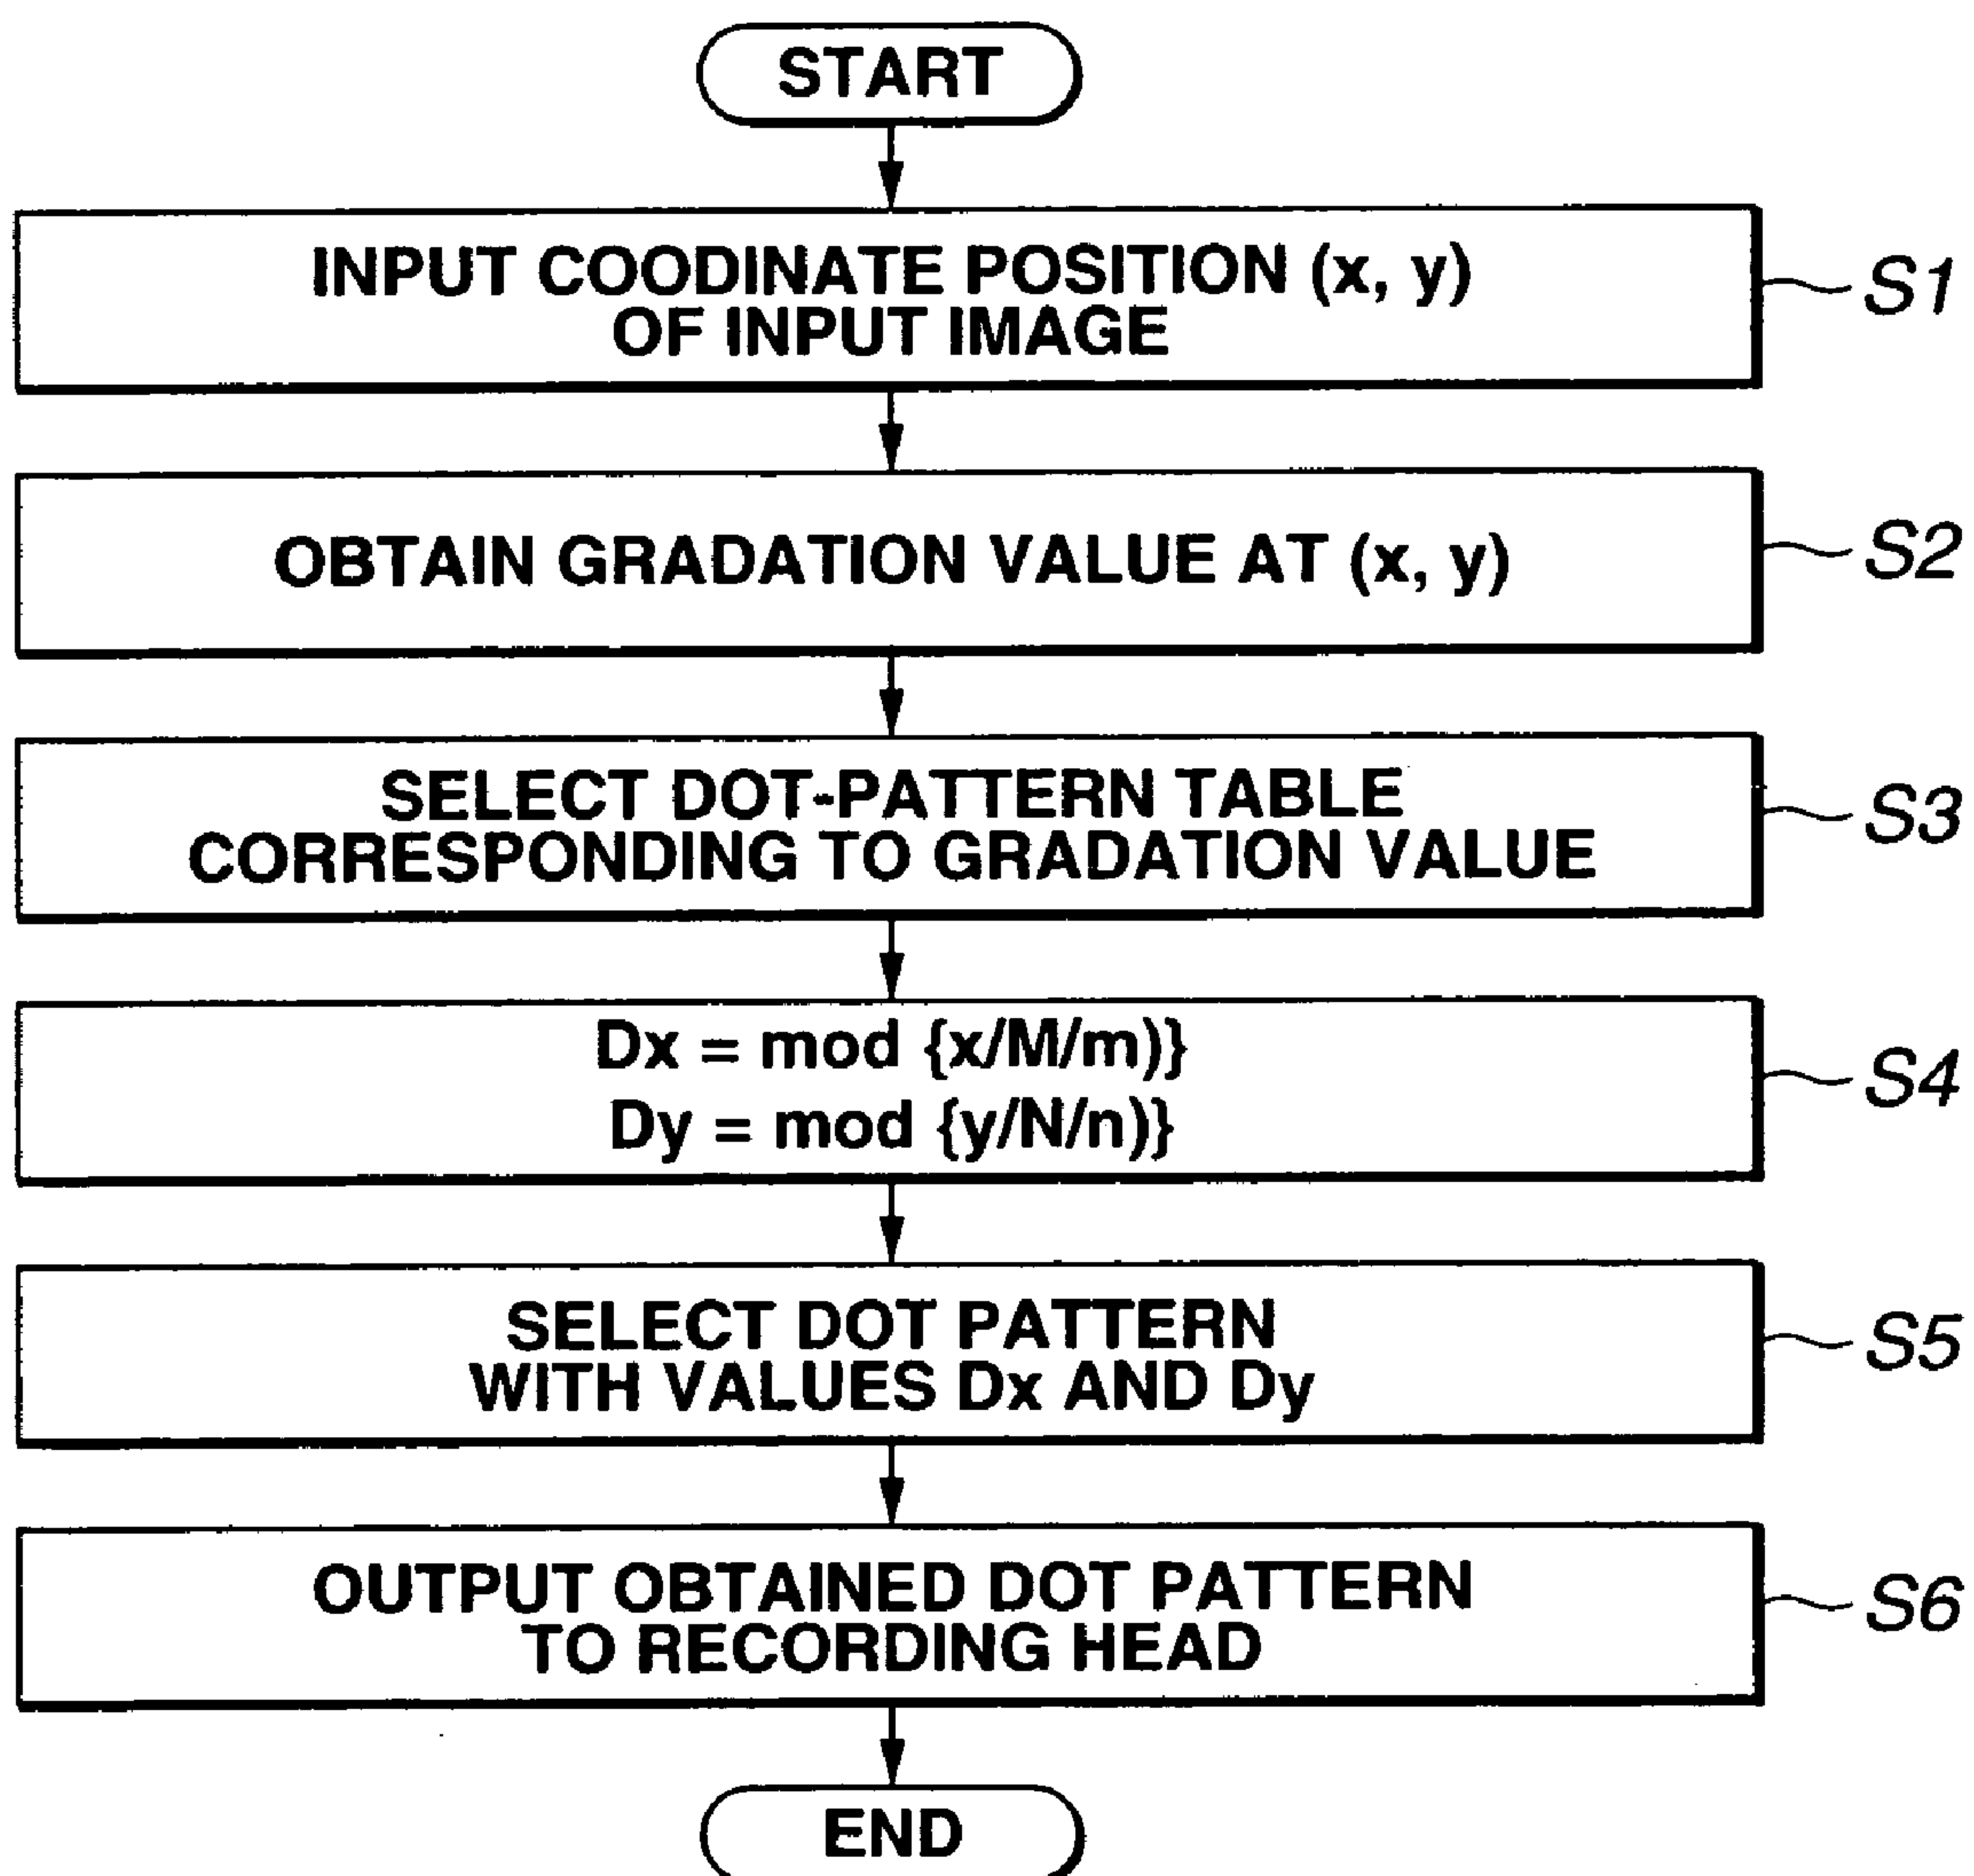 START
INPUT COODINATE POSITION (x, y)
OF INPUT IMAGE
S1
OBTAIN GRADATION VALUE AT (x, y)
S2
SELECT DOT-PATTERN TABLE
CORRESPONDING TO GRADATION VALUE
S3
Dx = mod {x/M/m)}
Dy = mod {y/N/n)}
S4
SELECT DOT PATTERN
WITH VALUES Dx AND Dy
S5
OUTPUT OBTAINED DOT PATTERN
TO RECORDING HEAD
S6
END